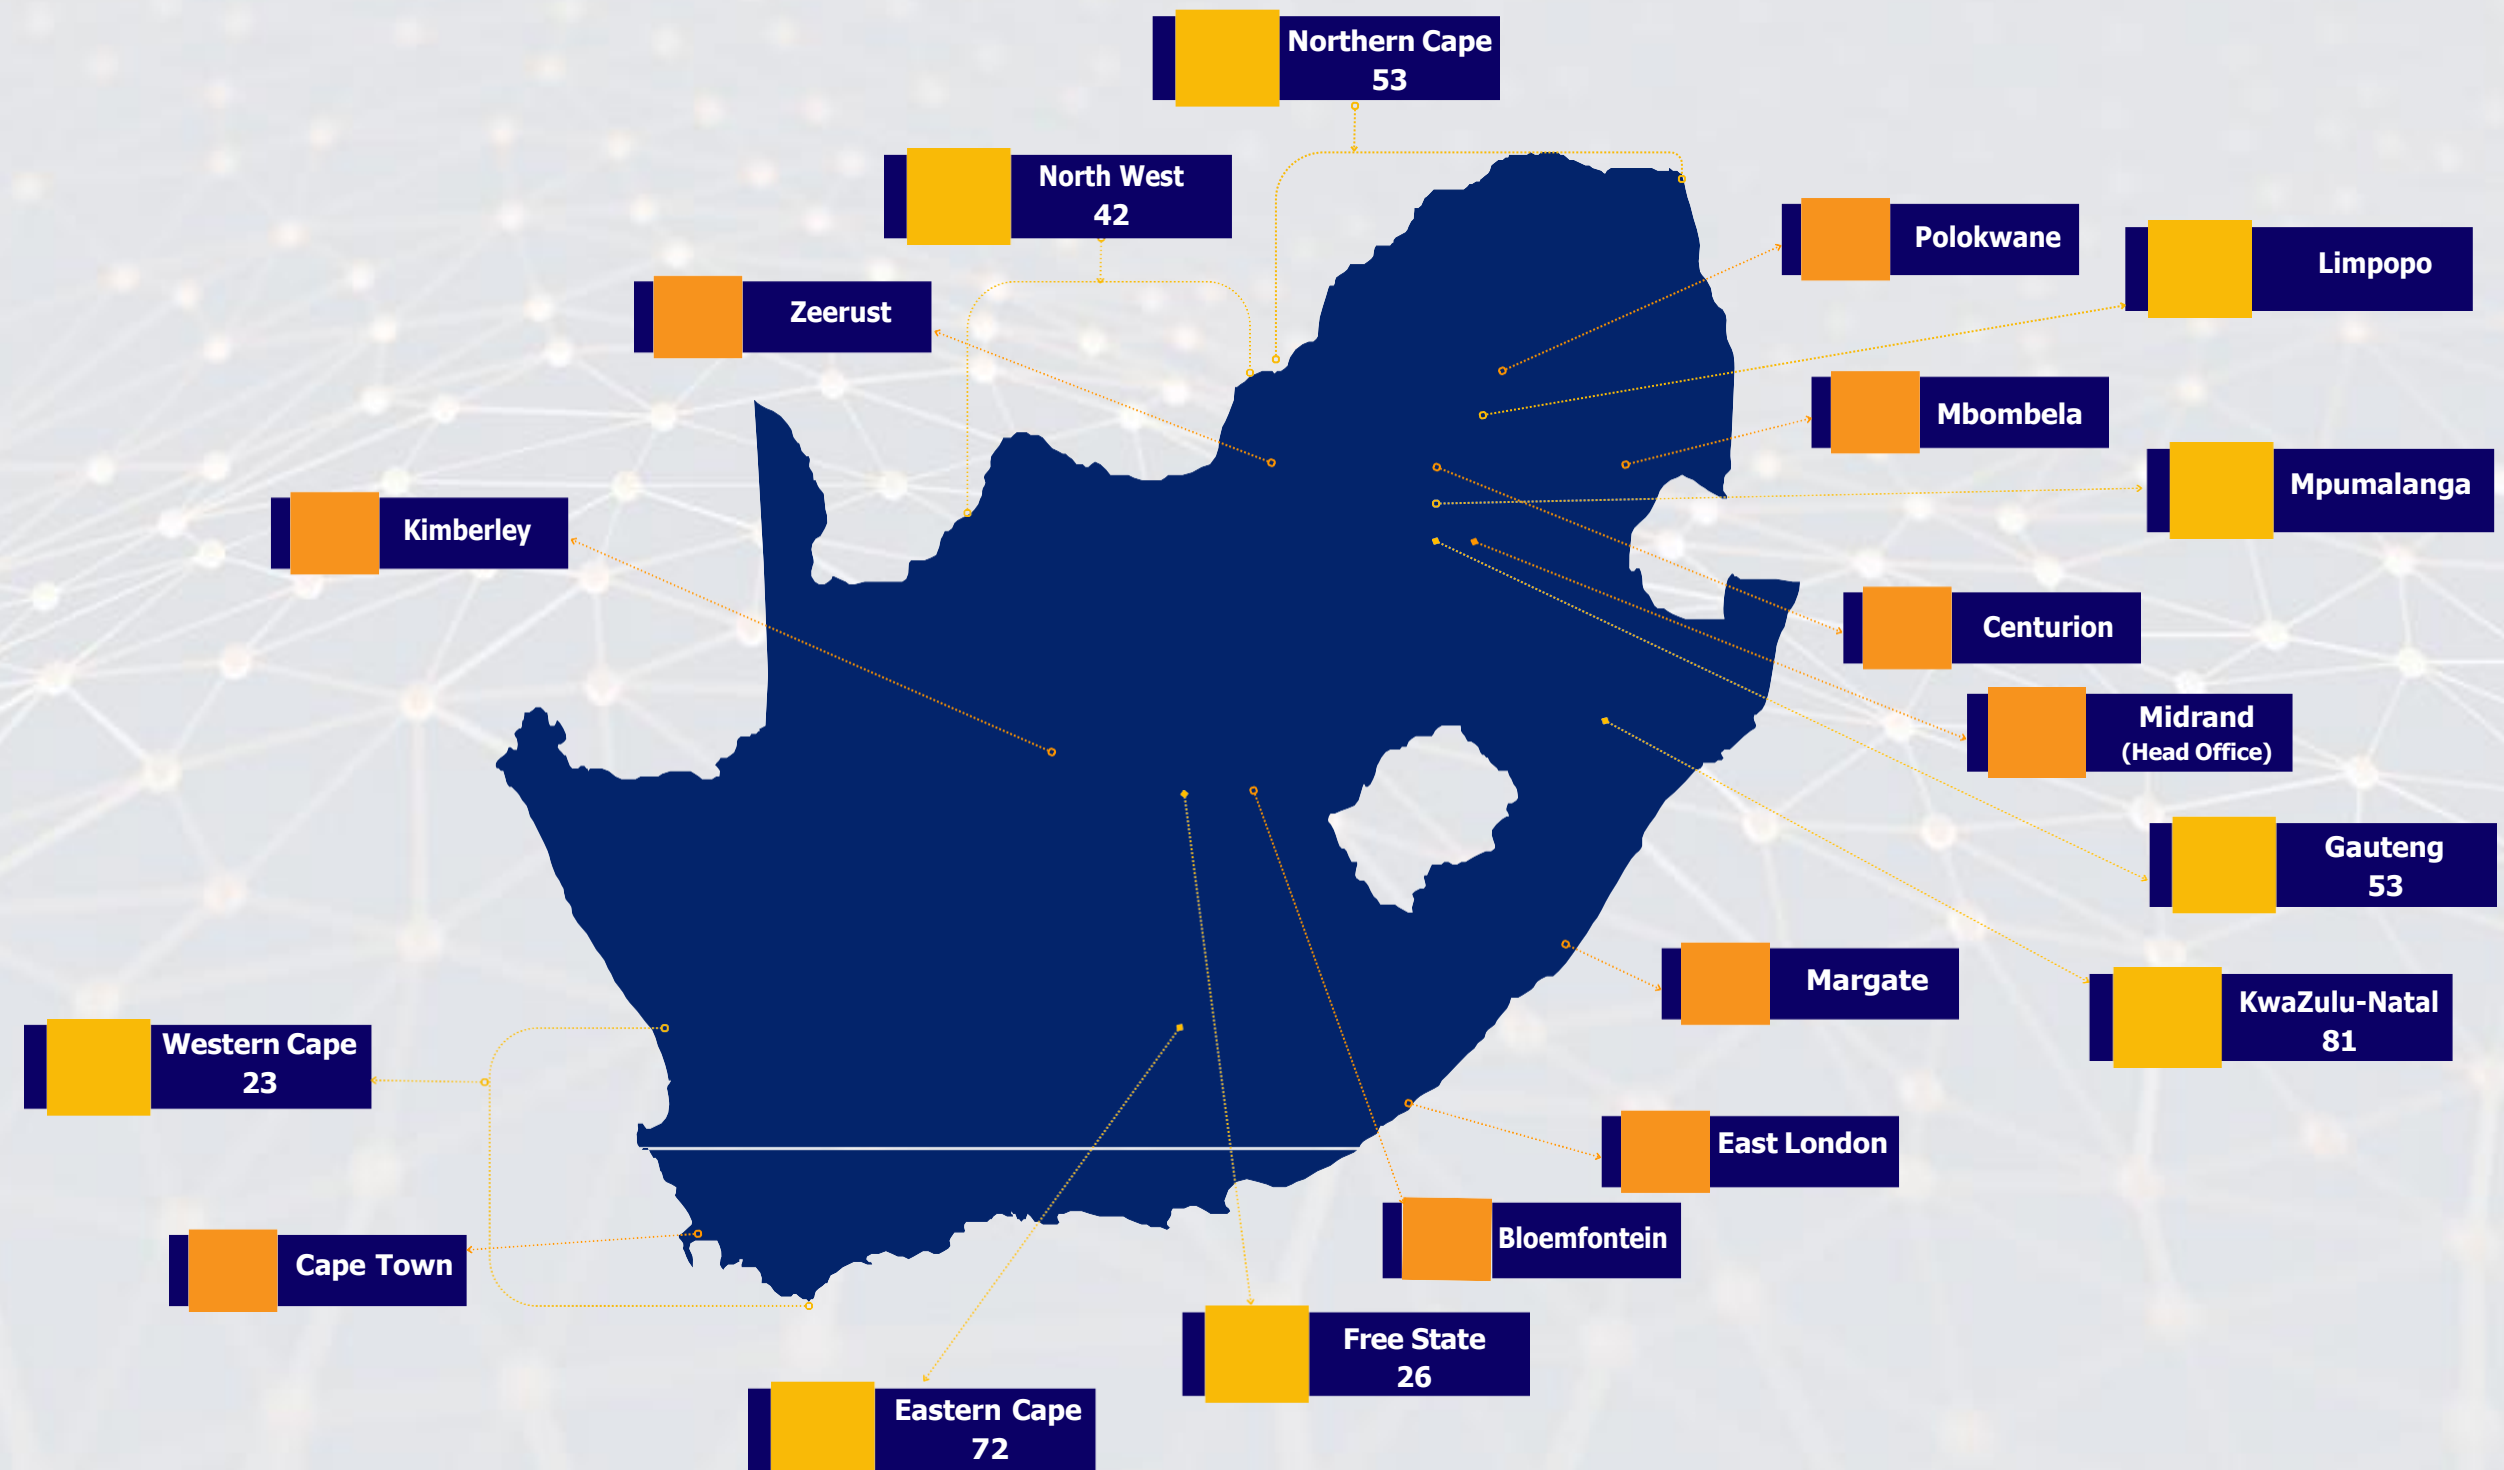 Northern Cape
53
North West
42
Polokwane
Limpopo
Zeerust
Mbombela
Mpumalanga
Kimberley
Centurion
Midrand
(Head Office)
Gauteng
53
Margate
KwaZulu-Natal
81
Western Cape
23
East London
Bloemfontein
Cape Town
Free State
26
Eastern Cape
72